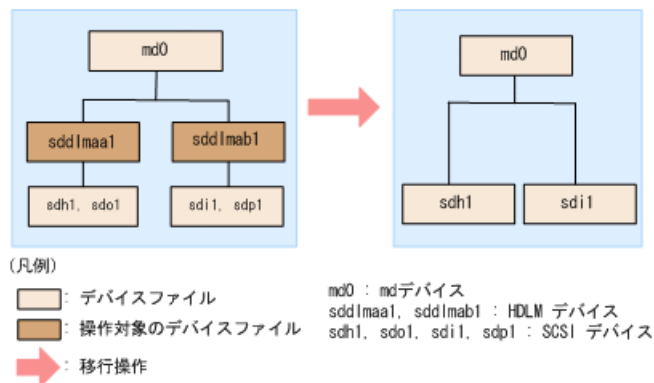 md0
sddlmaa1
sddlmab1
sdh1, sdo1
sdi1, sdp1
md0
sdh1
sdi1
(凡例)
: デバイスファイル
: 操作対象のデバイスファイル
: 移行操作
md0 : mdデバイス
sddlmaa1, sddlmab1 : HDLM デバイス
sdh1, sdo1, sdi1, sdp1 : SCSI デバイス